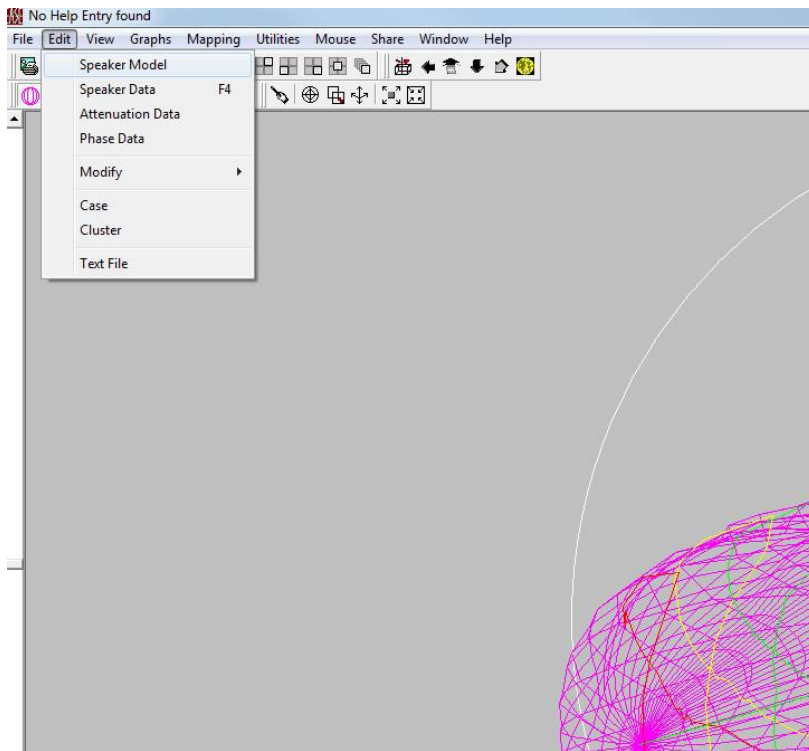 No Help Entry found
File Edit View Graphs Mapping Utilities Mouse Share Window Help
Speaker Model
Speaker Data F4
Attenuation Data
Phase Data
Modify
Case
Cluster
Text File